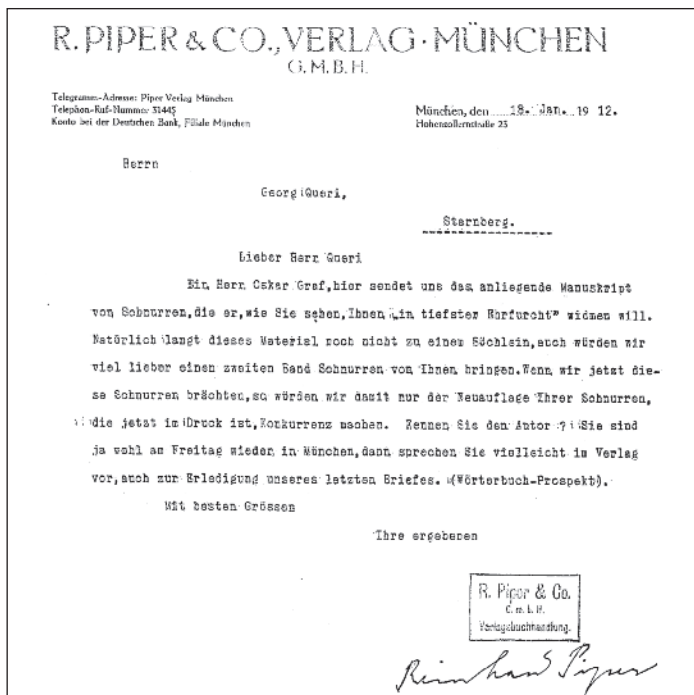 R. PIPER & CO., VERLAG · MÜNCHEN
G. M. B. H.
Telegramm-Adresse: Piper Verlag München
Telephon-Ruf-Nummer 31445
Konto bei der Deutschen Bank, Filiale München
München, den 18. Jan. 1912.
Hohenzollernstraße 23
Herrn
Georg Queri,
Starnberg.
Lieber Herr Queri
Ein Herr Oskar Graf, hier sendet uns das anliegende Manuskript
von Schnurren, die er, wie Sie sehen, Ihnen „in tiefster Ehrfurcht" widmen will.
Natürlich langt dieses Material noch nicht zu einem Büchlein, auch würden wir
viel lieber einen zweiten Band Schnurren von Ihnen bringen. Wenn wir jetzt die-
se Schnurren brächten, so würden wir damit nur der Neuauflage Ihrer Schnurren,
die jetzt im Druck ist, Konkurrenz machen. Kennen Sie den Autor ? Sie sind
ja wohl am Freitag wieder in München, dann sprechen Sie vielleicht im Verlag
vor, auch zur Erledigung unseres letzten Briefes. (Wörterbuch-Prospekt).
Mit besten Grüssen
Ihre ergebenen
R. Piper & Co.
G. m. b. H.
Verlagsbuchhandlung.
Reinhard Piper